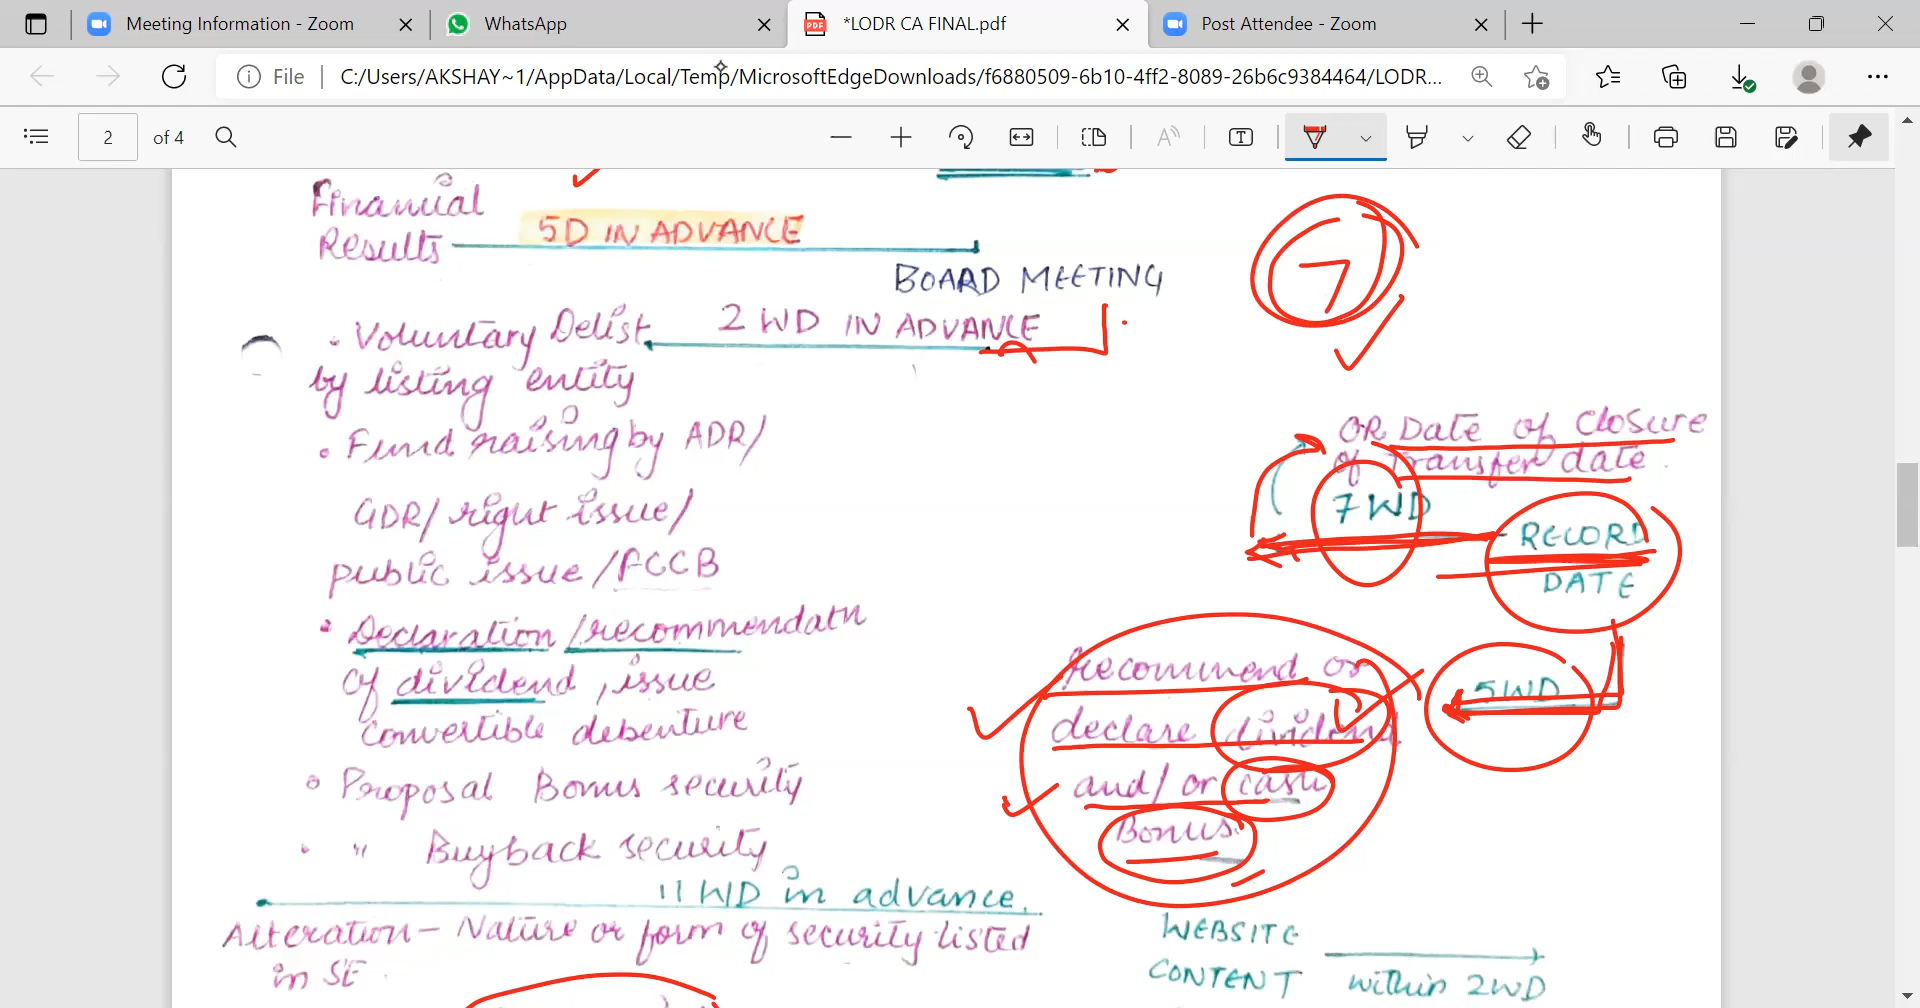 Meeting Information - Zoom
WhatsApp
*LODR CA FINAL.pdf
Post Attendee - Zoom
File
C:/Users/AKSHAY~1/AppData/Local/Temp/MicrosoftEdgeDownloads/f6880509-6b10-4ff2-8089-26b6c9384464/LODR...
2 of 4
Financial
Results
5D IN ADVANCE
BOARD MEETING
7
• Voluntary Delist 2 WD IN ADVANCE
by listing entity
• Fund raising by ADR/
GDR/ right issue/
public issue/FCCB
• Declaration/recommendatn
of dividend, issue
convertible debenture
• Proposal Bonus security
• " Buyback security
11 WD in advance.
Alteration - Nature or form of security listed
in SE
OR Date of Closure
of transfer date.
7WD
RECORD
DATE
5WD
Recommend or
declare dividend
and/or cash
Bonus.
WEBSITE
CONTENT within 2WD